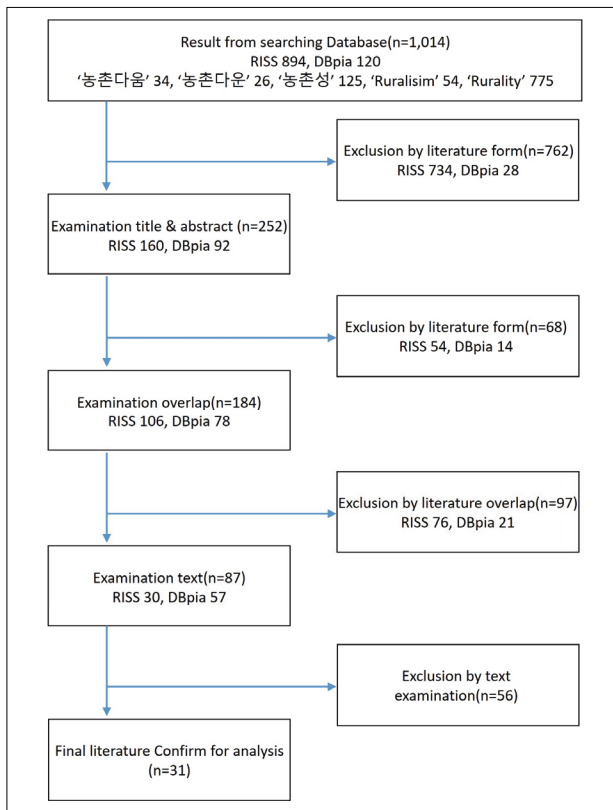 Result from searching Database(n=1,014)
RISS 894, DBpia 120
‘농촌다움’ 34, ‘농촌다운’ 26, ‘농촌성’ 125, ‘Ruralisim’ 54, ‘Rurality’ 775
Exclusion by literature form(n=762)
RISS 734, DBpia 28
Examination title & abstract (n=252)
RISS 160, DBpia 92
Exclusion by literature form(n=68)
RISS 54, DBpia 14
Examination overlap(n=184)
RISS 106, DBpia 78
Exclusion by literature overlap(n=97)
RISS 76, DBpia 21
Examination text(n=87)
RISS 30, DBpia 57
Exclusion by text
examination(n=56)
Final literature Confirm for analysis
(n=31)